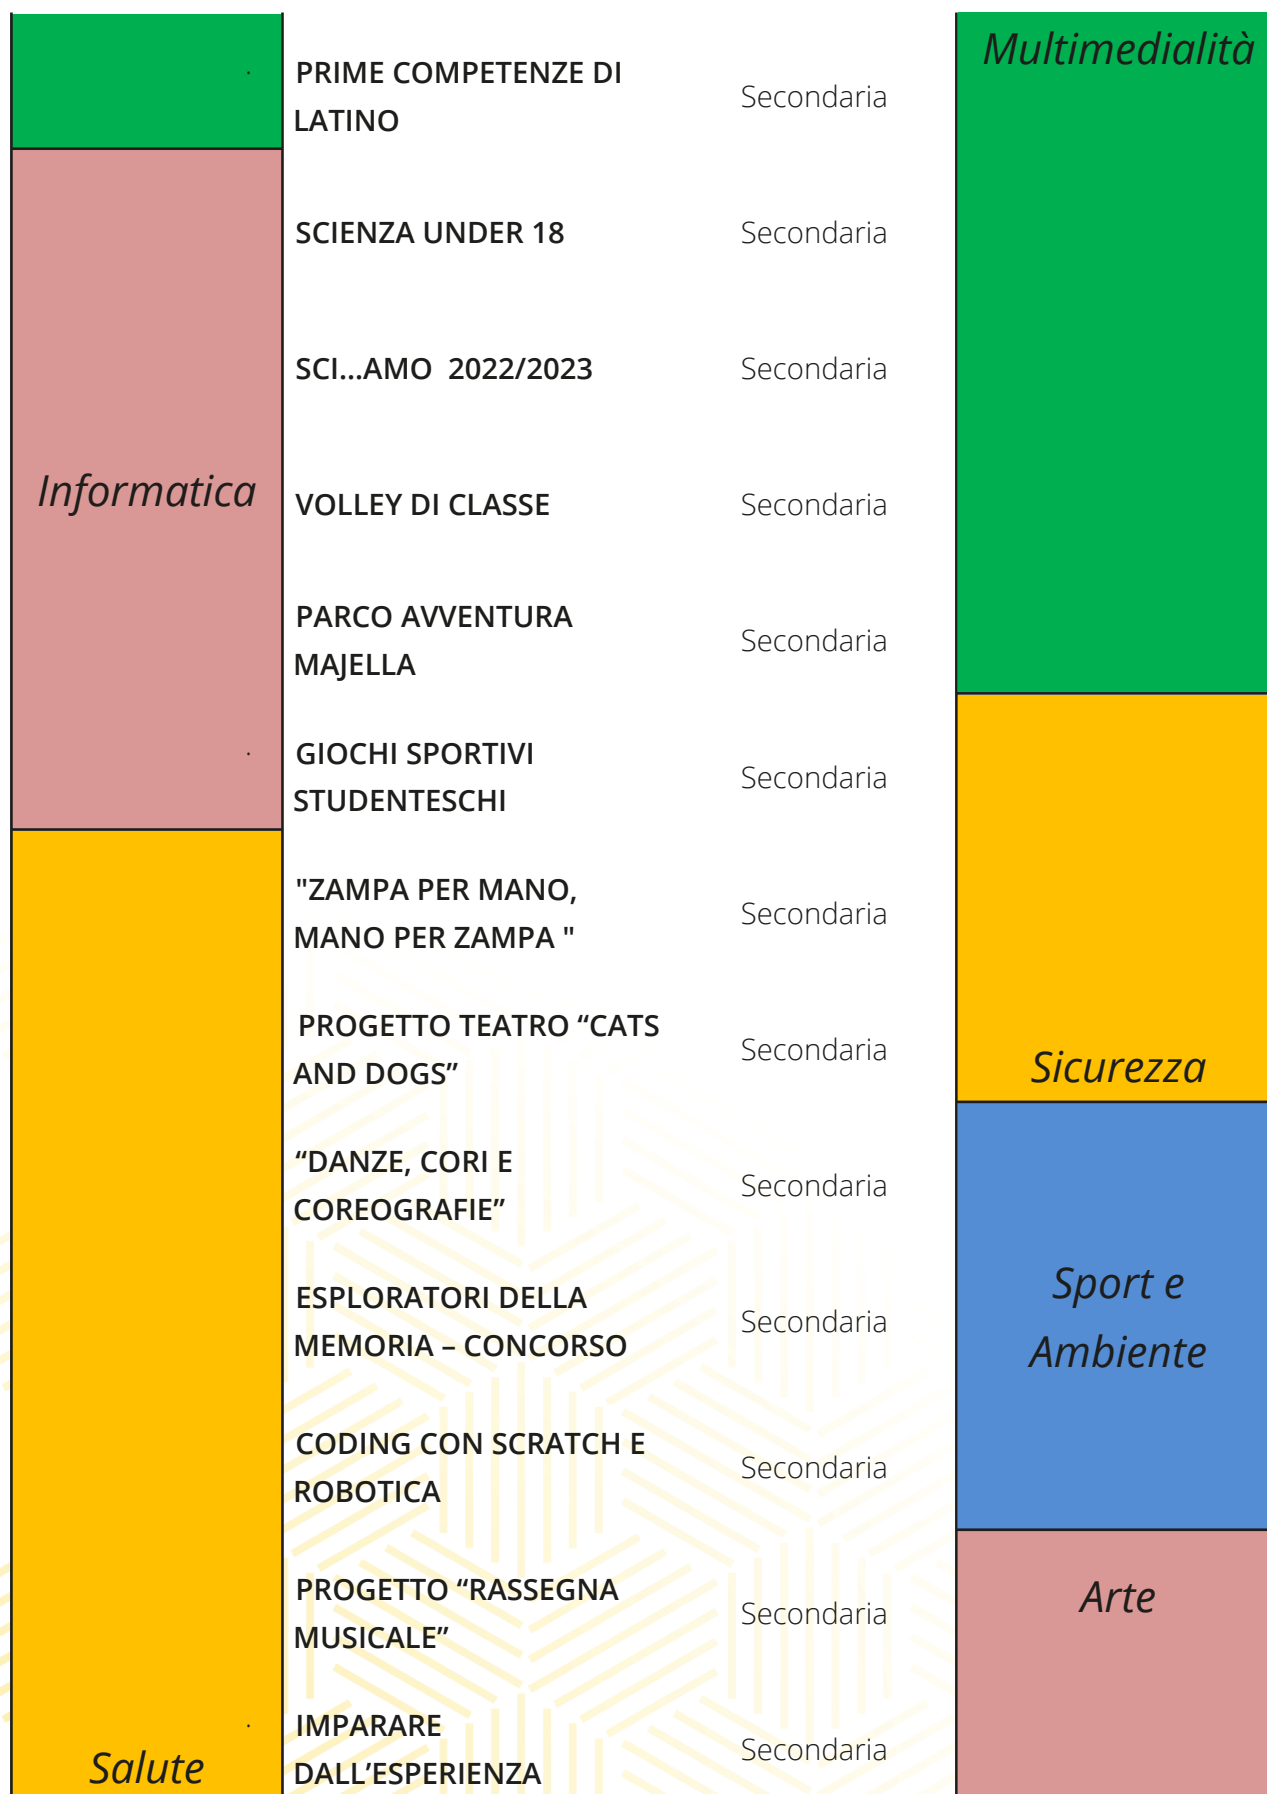 Multimedialità
PRIME COMPETENZE DI
LATINO
Secondaria
SCIENZA UNDER 18
Secondaria
SCI...AMO 2022/2023
Secondaria
Informatica
VOLLEY DI CLASSE
Secondaria
PARCO AVVENTURA
MAJELLA
Secondaria
GIOCHI SPORTIVI
STUDENTESCHI
Secondaria
"ZAMPA PER MANO,
MANO PER ZAMPA "
Secondaria
PROGETTO TEATRO “CATS
AND DOGS”
Secondaria
Sicurezza
“DANZE, CORI E
COREOGRAFIE”
Secondaria
Sport e
Ambiente
ESPLORATORI DELLA
MEMORIA – CONCORSO
Secondaria
CODING CON SCRATCH E
ROBOTICA
Secondaria
Arte
PROGETTO “RASSEGNA
MUSICALE”
Secondaria
Salute
IMPARARE
DALL’ESPERIENZA
Secondaria